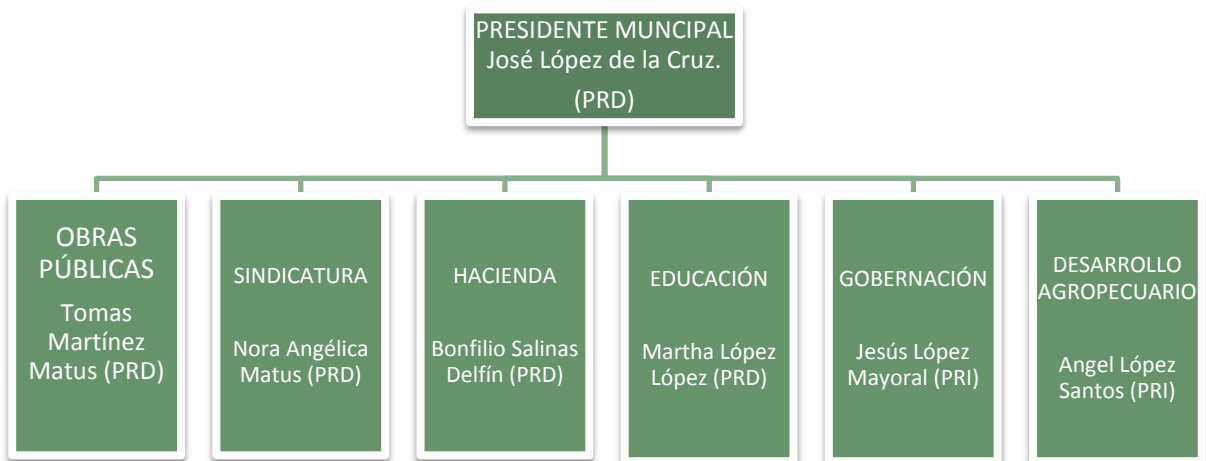 PRESIDENTE MUNCIPAL
José López de la Cruz.
(PRD)
OBRAS
PÚBLICAS
Tomas
Martínez
Matus (PRD)
SINDICATURA
Nora Angélica
Matus (PRD)
HACIENDA
Bonfilio Salinas
Delfín (PRD)
EDUCACIÓN
Martha López
López (PRD)
GOBERNACIÓN
Jesús López
Mayoral (PRI)
DESARROLLO
AGROPECUARIO
Angel López
Santos (PRI)